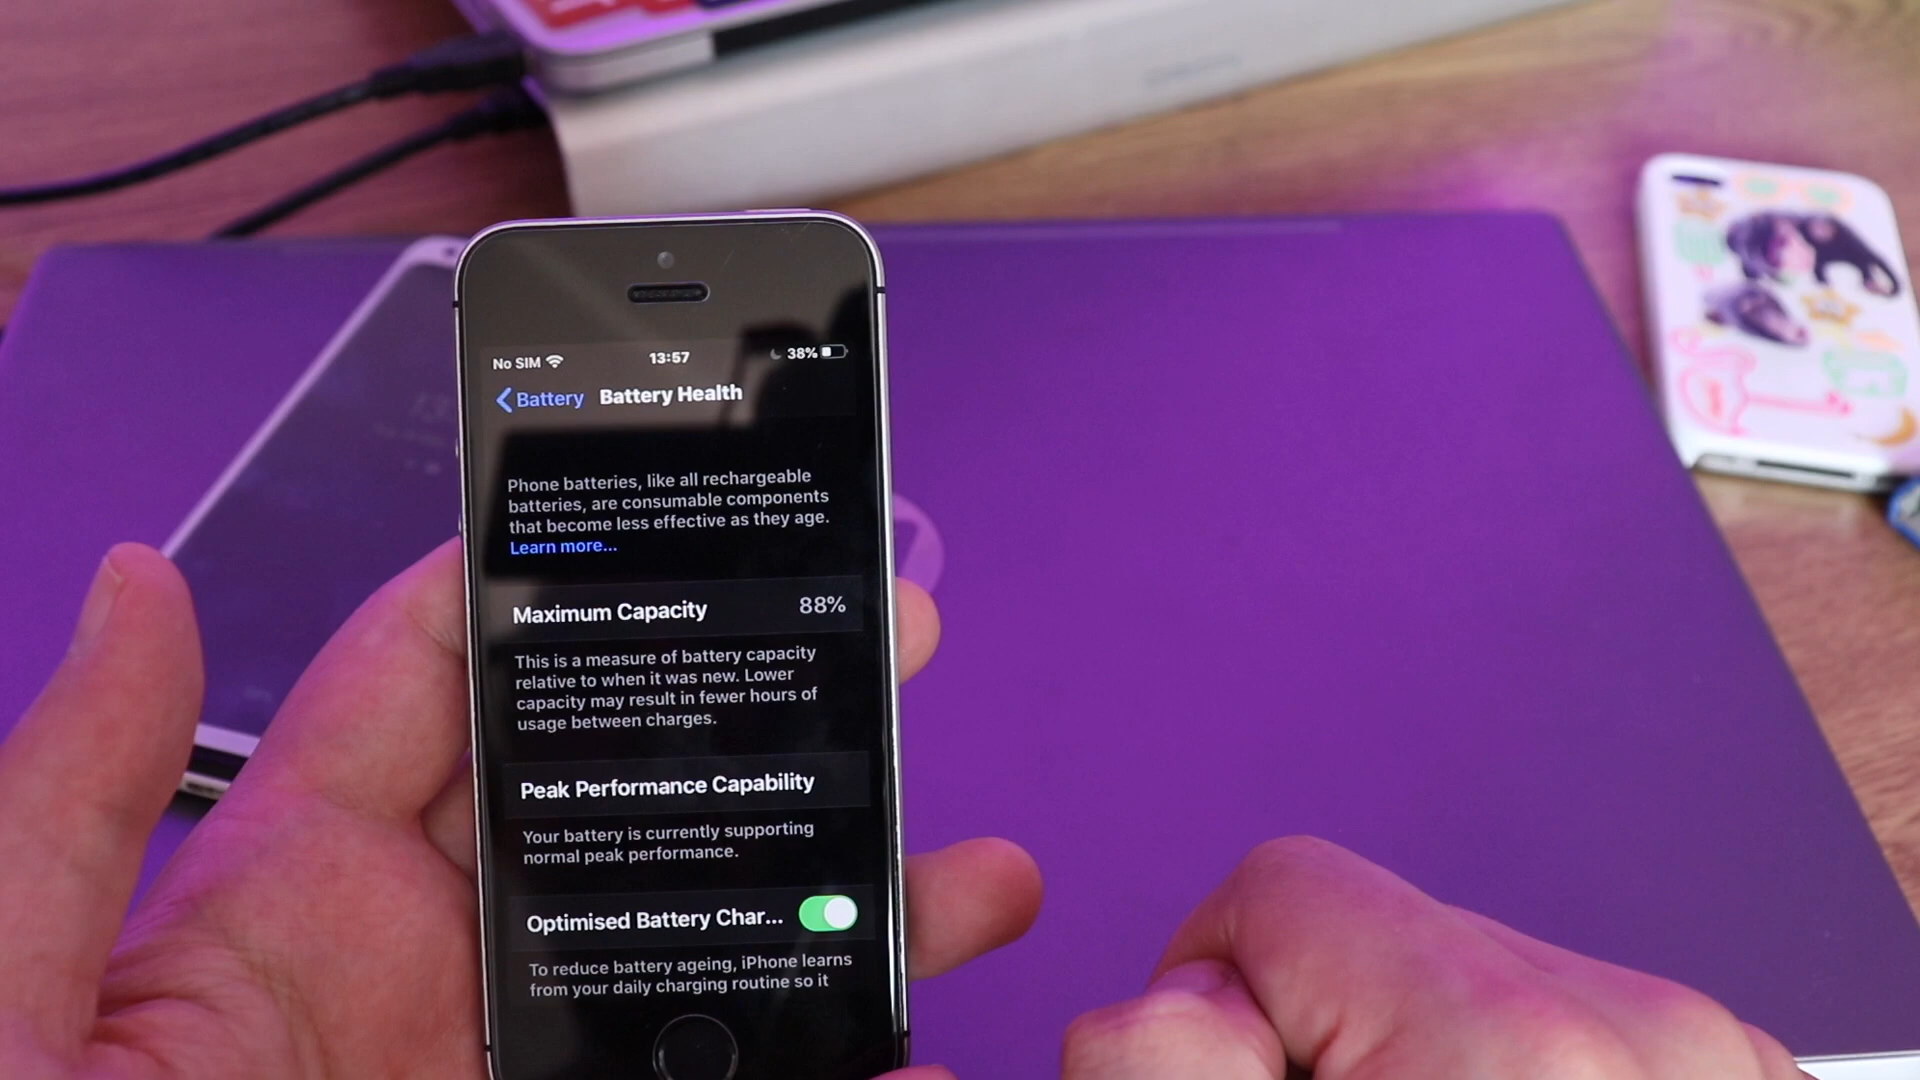 No SIM 13:57 38%
Battery Battery Health
Phone batteries, like all rechargeable
batteries, are consumable components
that become less effective as they age.
Learn more...
Maximum Capacity 88%
This is a measure of battery capacity
relative to when it was new. Lower
capacity may result in fewer hours of
usage between charges.
Peak Performance Capability
Your battery is currently supporting
normal peak performance.
Optimised Battery Char...
To reduce battery ageing, iPhone learns
from your daily charging routine so it